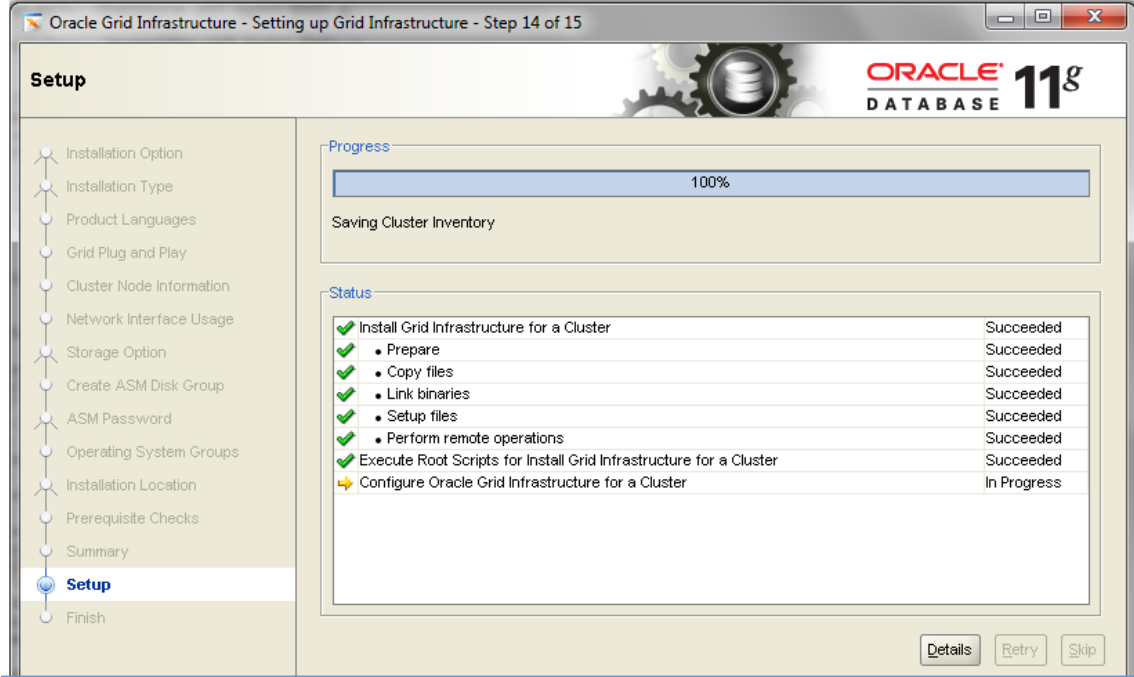 Oracle Grid Infrastructure - Setting up Grid Infrastructure - Step 14 of 15
Setup
ORACLE
DATABASE
11g
Installation Option
Installation Type
Product Languages
Grid Plug and Play
Cluster Node Information
Network Interface Usage
Storage Option
Create ASM Disk Group
ASM Password
Operating System Groups
Installation Location
Prerequisite Checks
Summary
Setup
Finish
Progress
100%
Saving Cluster Inventory
Status
Install Grid Infrastructure for a Cluster Succeeded
• Prepare Succeeded
• Copy files Succeeded
• Link binaries Succeeded
• Setup files Succeeded
• Perform remote operations Succeeded
Execute Root Scripts for Install Grid Infrastructure for a Cluster Succeeded
Configure Oracle Grid Infrastructure for a Cluster In Progress
Details Retry Skip